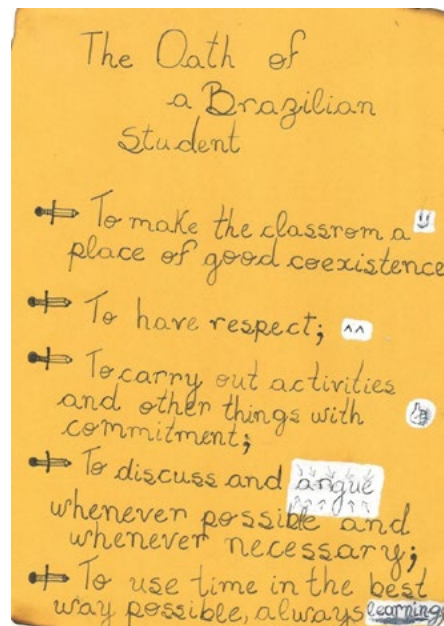 The Oath of
a Brazilian
Student
To make the classrom a
place of good coexistence
To have respect; ^^
To carry out activities
and other things with
commitment;
To discuss and angue
whenever possible and
whenever necessary;
To use time in the best
way possible, always learning